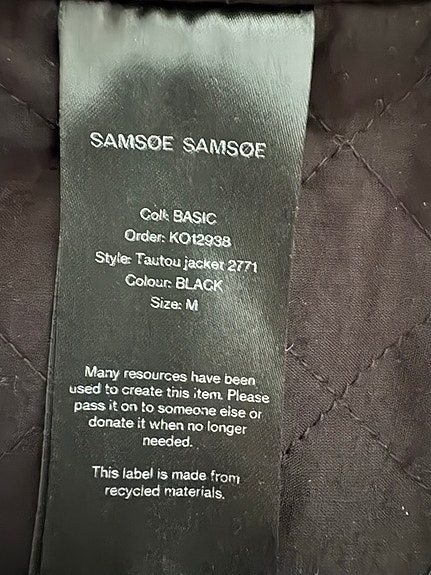 SAMSØE SAMSØE
Coll: BASIC
Order: KO12938
Style: Tautou jacket 2771
Colour: BLACK
Size: M
Many resources have been
used to create this item. Please
pass it on to someone else or
donate it when no longer
needed.
This label is made from
recycled materials.